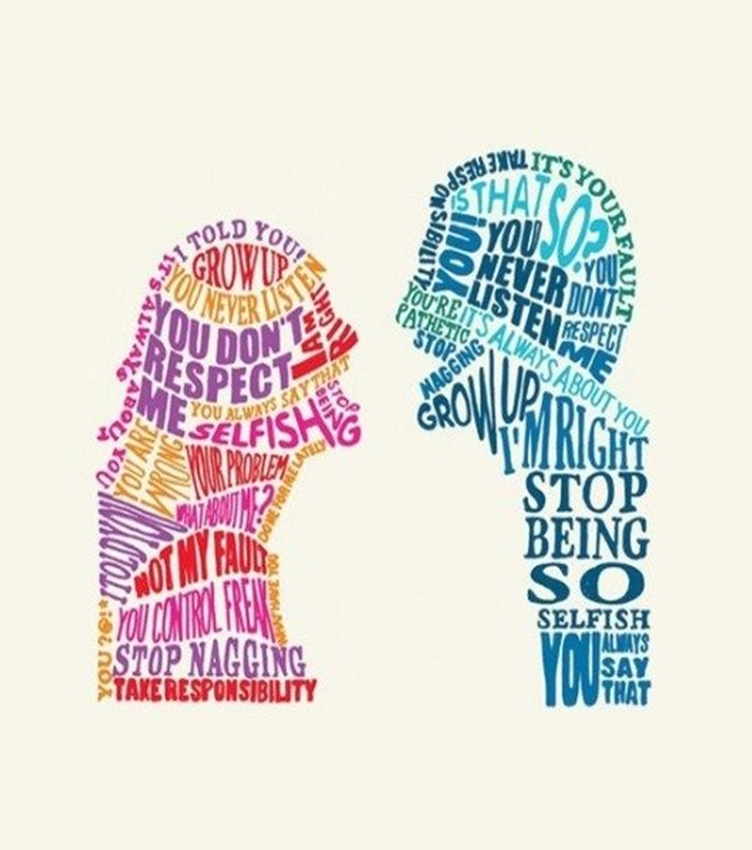 I TOLD YOU!
GROW UP
YOU NEVER LISTEN
IT'S ALWAYS ABOUT YOU
YOU DON'T
RESPECT
ME
I AM
RIGHT
YOU ALWAYS SAY THAT
STOP
BEING
SELFISH
YOU ARE
WRONG
YOUR PROBLEM
WHAT ABOUT ME?
WHAT HAVE YOU
DONE FOR ME LATELY
I TOLD YOU
NOT MY FAULT
YOU CONTROL FREAK
YOU?@!*
STOP NAGGING
TAKE RESPONSIBILITY
TAKE RESPONSIBILITY
IT'S YOUR FAULT
IS THAT SO?
YOU!
YOU
NEVER
LISTEN
YOU
DON'T
RESPECT
ME
YOU'RE
PATHETIC
IT'S ALWAYS ABOUT YOU
STOP
NAGGING
GROW UP
I'M RIGHT
STOP
BEING
SO
SELFISH
YOU ALWAYS
SAY
THAT